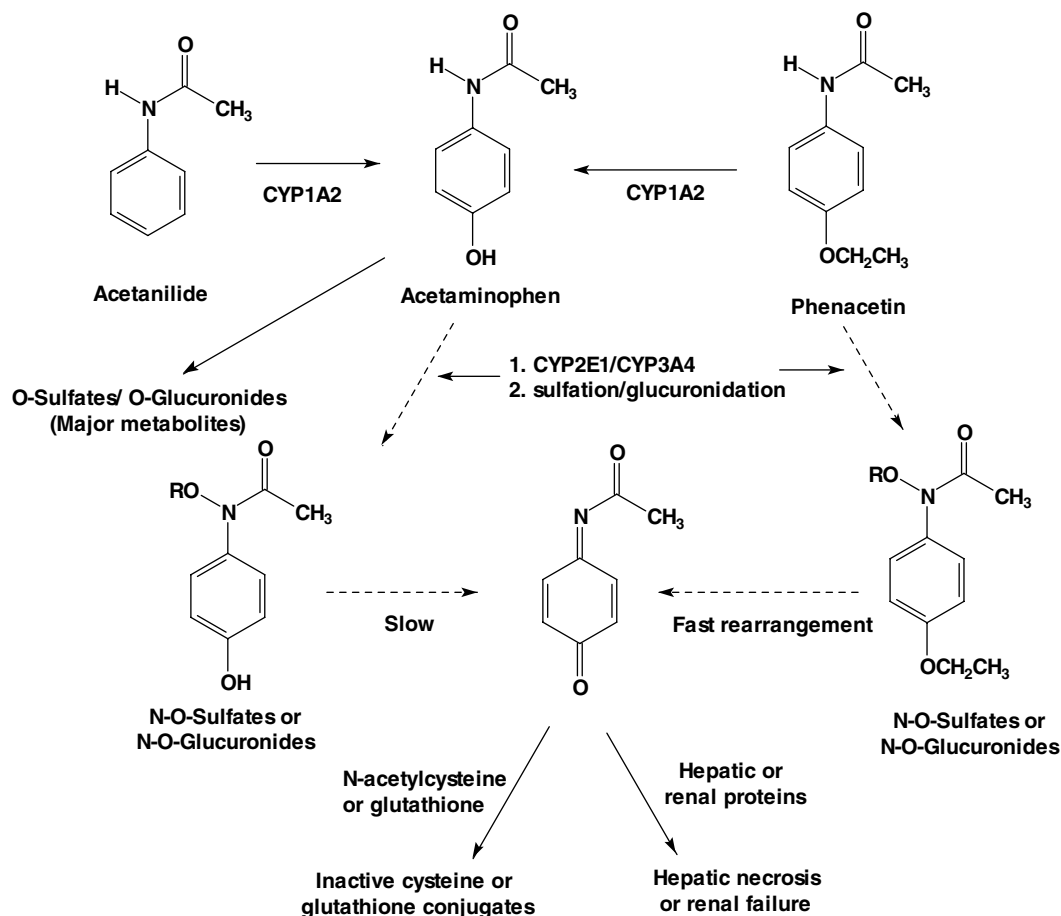 O
H
N
CH3
Acetanilide
CYP1A2
O
H
N
CH3
OH
Acetaminophen
CYP1A2
O
H
N
CH3
OCH2CH3
Phenacetin
O-Sulfates/ O-Glucuronides
(Major metabolites)
1. CYP2E1/CYP3A4
2. sulfation/glucuronidation
O
RO
N
CH3
OH
N-O-Sulfates or
N-O-Glucuronides
Slow
O
N
CH3
O
Fast rearrangement
O
RO
N
CH3
OCH2CH3
N-O-Sulfates or
N-O-Glucuronides
N-acetylcysteine
or glutathione
Hepatic or
renal proteins
Inactive cysteine or
glutathione conjugates
Hepatic necrosis
or renal failure